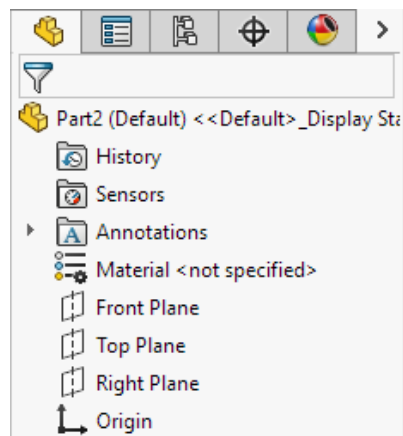 Part2 (Default) <<Default>_Display Sta
History
Sensors
Annotations
Material <not specified>
Front Plane
Top Plane
Right Plane
Origin